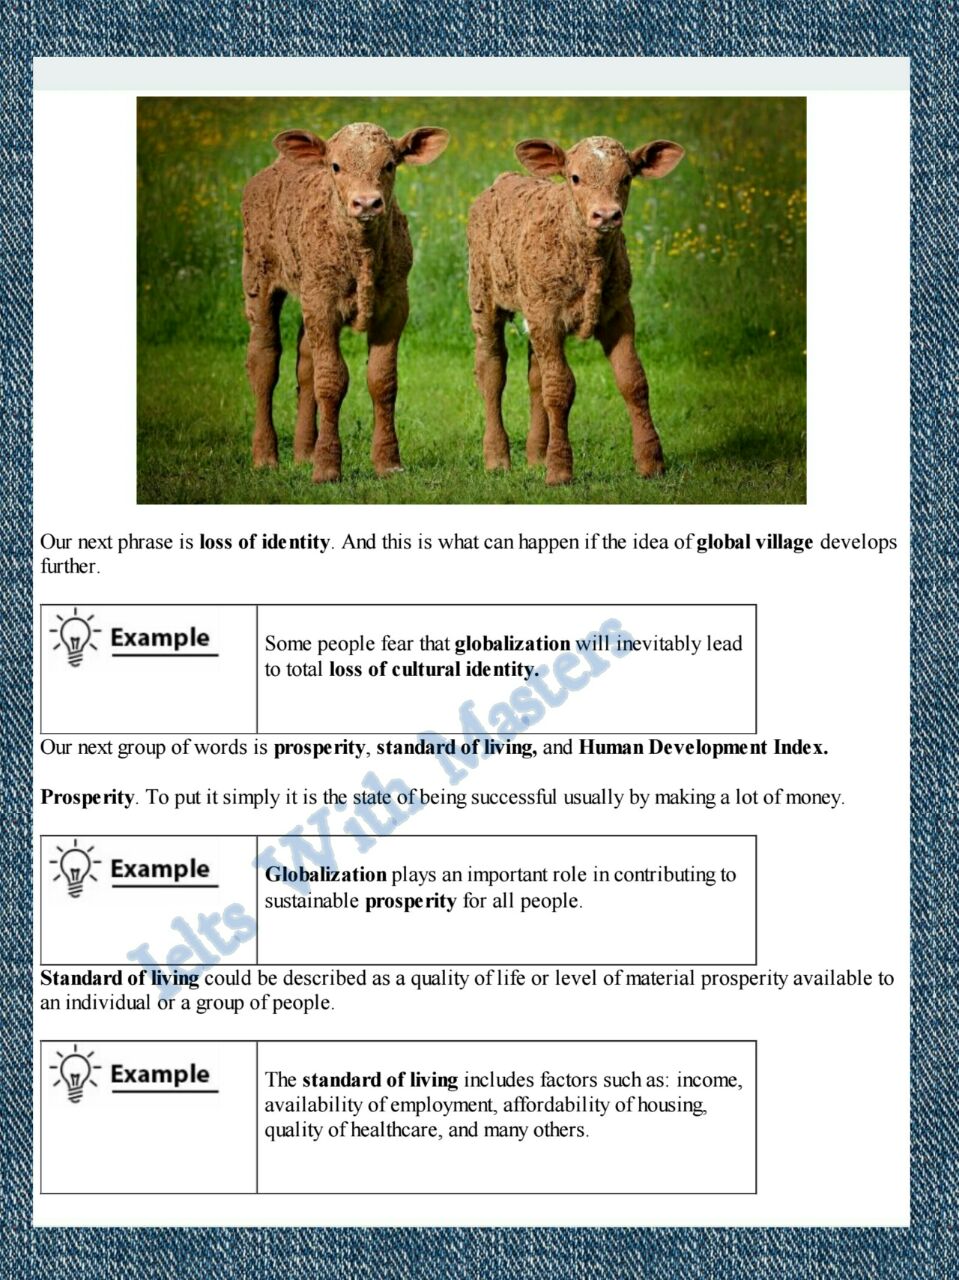 Our next phrase is loss of identity. And this is what can happen if the idea of global village develops
further.
Example
Some people fear that globalization will inevitably lead
to total loss of cultural identity.
Our next group of words is prosperity, standard of living, and Human Development Index.
Prosperity. To put it simply it is the state of being successful usually by making a lot of money.
Example
Globalization plays an important role in contributing to
sustainable prosperity for all people.
Standard of living could be described as a quality of life or level of material prosperity available to
an individual or a group of people.
Example
The standard of living includes factors such as: income,
availability of employment, affordability of housing,
quality of healthcare, and many others.
Ielts With Masters